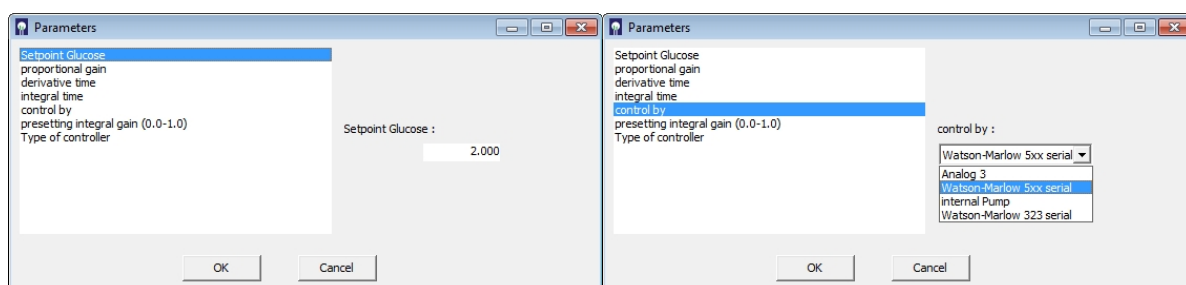 Parameters
Setpoint Glucose
proportional gain
derivative time
integral time
control by
presetting integral gain (0.0-1.0)
Type of controller
Setpoint Glucose :
2.000
OK
Cancel
Parameters
Setpoint Glucose
proportional gain
derivative time
integral time
control by
presetting integral gain (0.0-1.0)
Type of controller
control by :
Watson-Marlow 5xx serial
Analog 3
Watson-Marlow 5xx serial
internal Pump
Watson-Marlow 323 serial
OK
Cancel